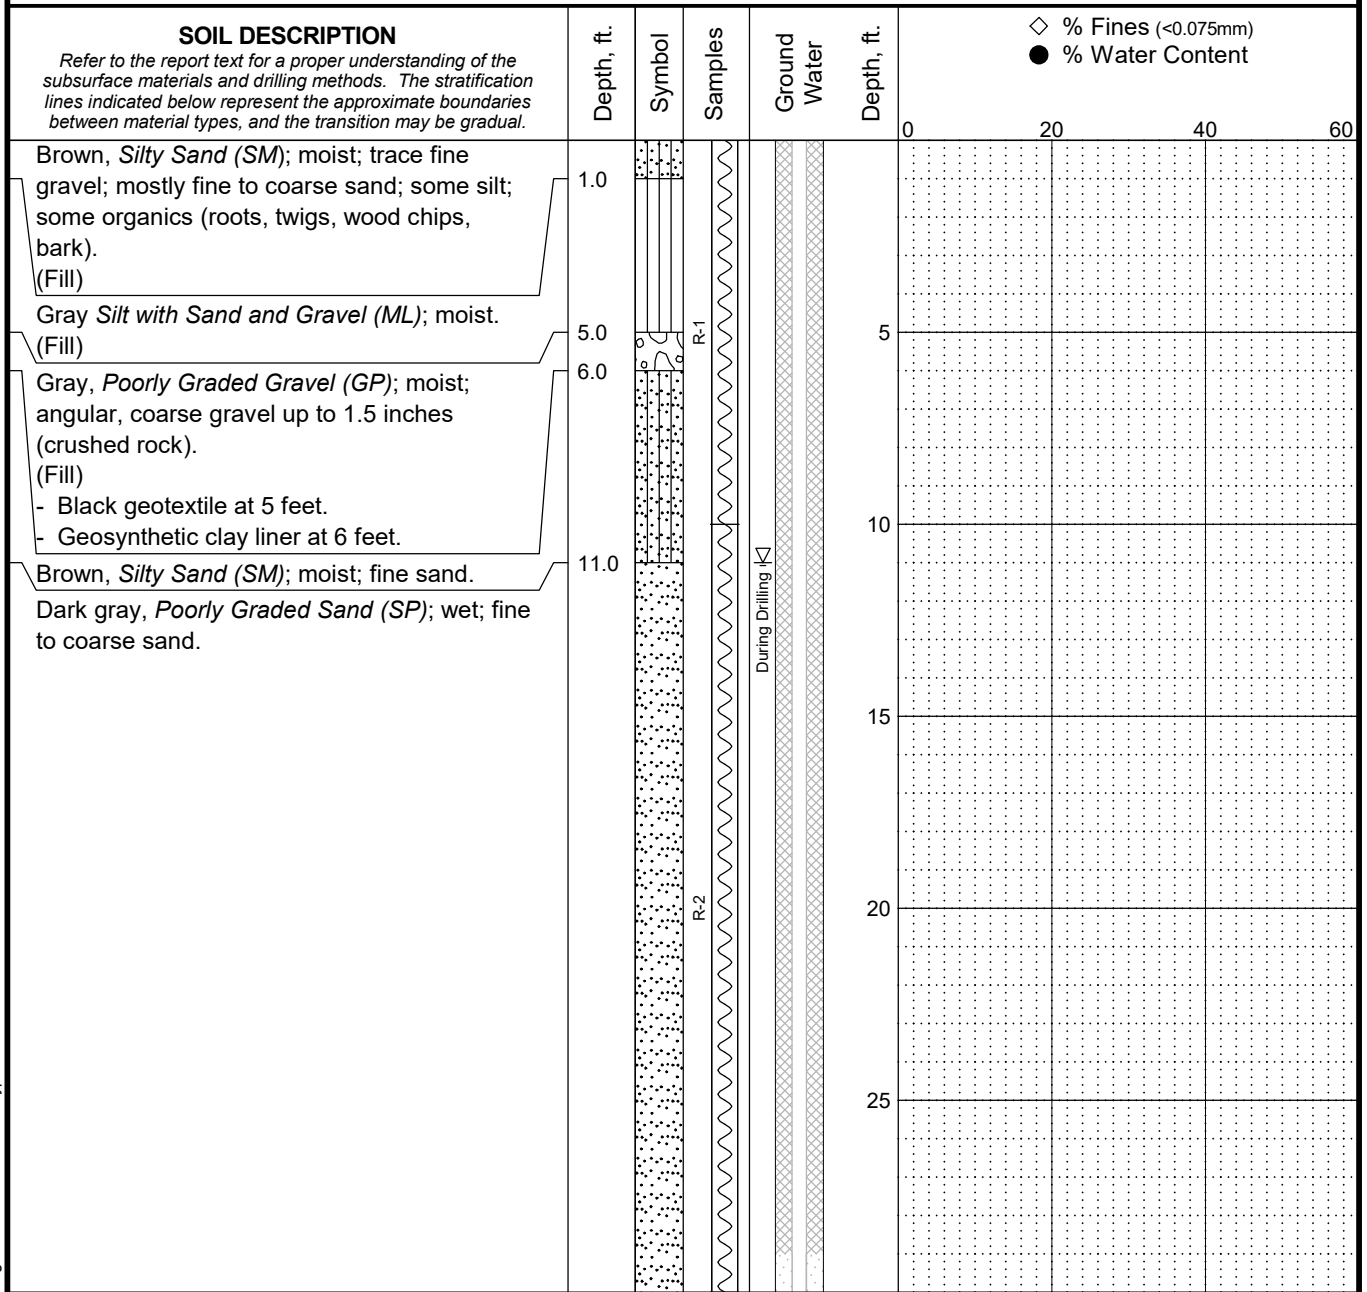 SOIL DESCRIPTION
Refer to the report text for a proper understanding of the
subsurface materials and drilling methods. The stratification
lines indicated below represent the approximate boundaries
between material types, and the transition may be gradual.
Depth, ft.
Symbol
Samples
Ground
Water
Depth, ft.
% Fines (<0.075mm)
% Water Content
0 20 40 60
Brown, Silty Sand (SM); moist; trace fine
gravel; mostly fine to coarse sand; some silt;
some organics (roots, twigs, wood chips,
bark).
(Fill)
1.0
Gray Silt with Sand and Gravel (ML); moist.
(Fill)
5.0
Gray, Poorly Graded Gravel (GP); moist;
angular, coarse gravel up to 1.5 inches
(crushed rock).
(Fill)
- Black geotextile at 5 feet.
- Geosynthetic clay liner at 6 feet.
6.0
Brown, Silty Sand (SM); moist; fine sand.
11.0
Dark gray, Poorly Graded Sand (SP); wet; fine
to coarse sand.
R-1
R-2
During Drilling
5
10
15
20
25